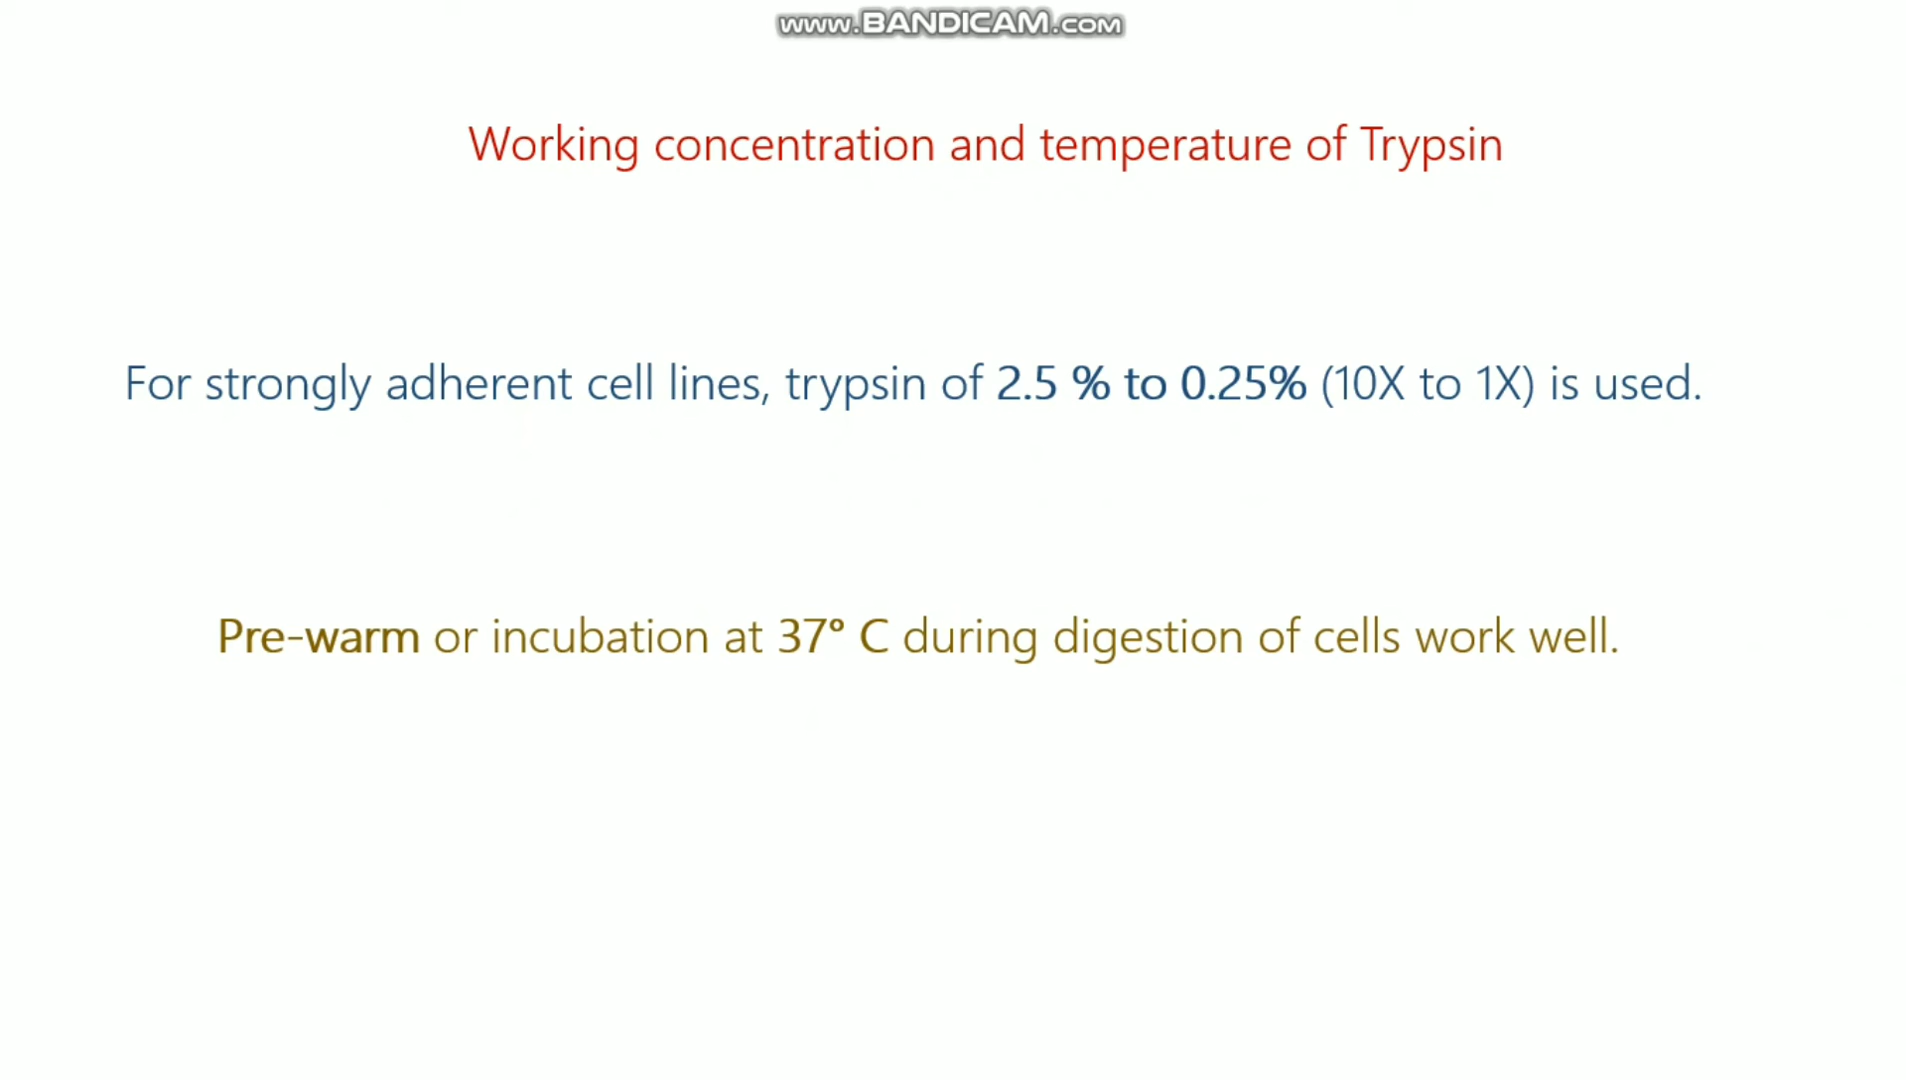 www.BANDICAM.com
Working concentration and temperature of Trypsin
For strongly adherent cell lines, trypsin of 2.5 % to 0.25% (10X to 1X) is used.
Pre-warm or incubation at 37° C during digestion of cells work well.